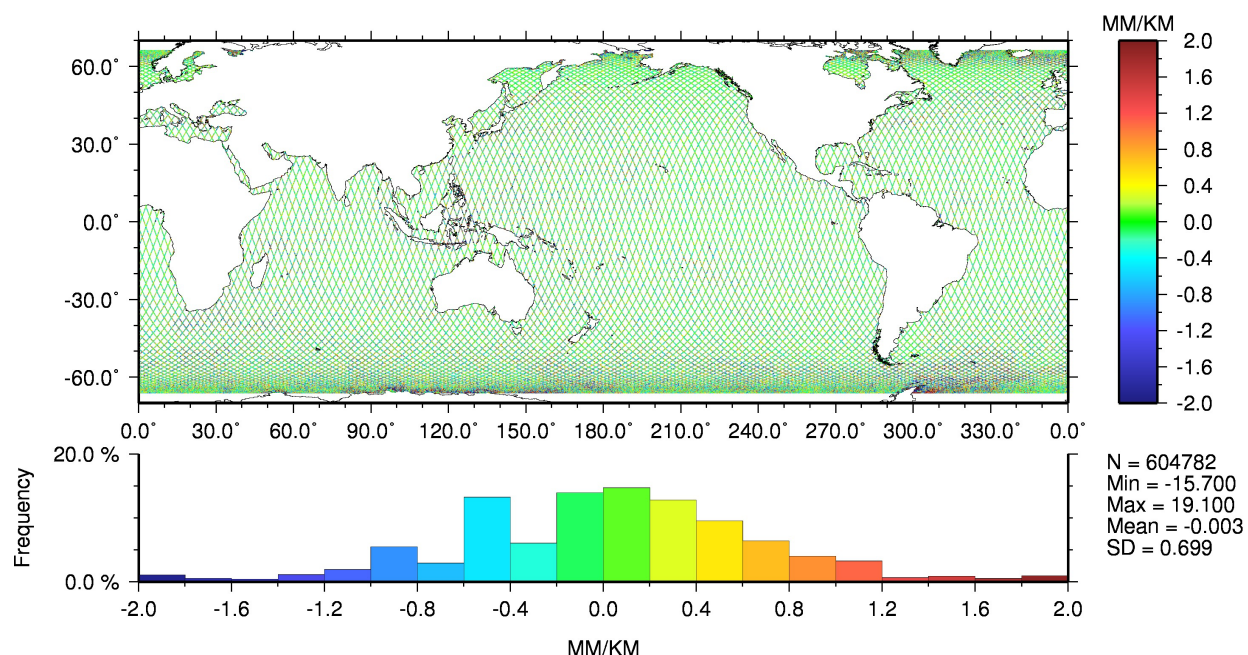 MM/KM
60.0˚
30.0˚
0.0˚
-30.0˚
-60.0˚
0.0˚ 30.0˚ 60.0˚ 90.0˚ 120.0˚ 150.0˚ 180.0˚ 210.0˚ 240.0˚ 270.0˚ 300.0˚ 330.0˚ 0.0˚
2.0
1.6
1.2
0.8
0.4
0.0
-0.4
-0.8
-1.2
-1.6
-2.0
20.0 %
Frequency
0.0 %
-2.0 -1.6 -1.2 -0.8 -0.4 0.0 0.4 0.8 1.2 1.6 2.0
MM/KM
N = 604782
Min = -15.700
Max = 19.100
Mean = -0.003
SD = 0.699